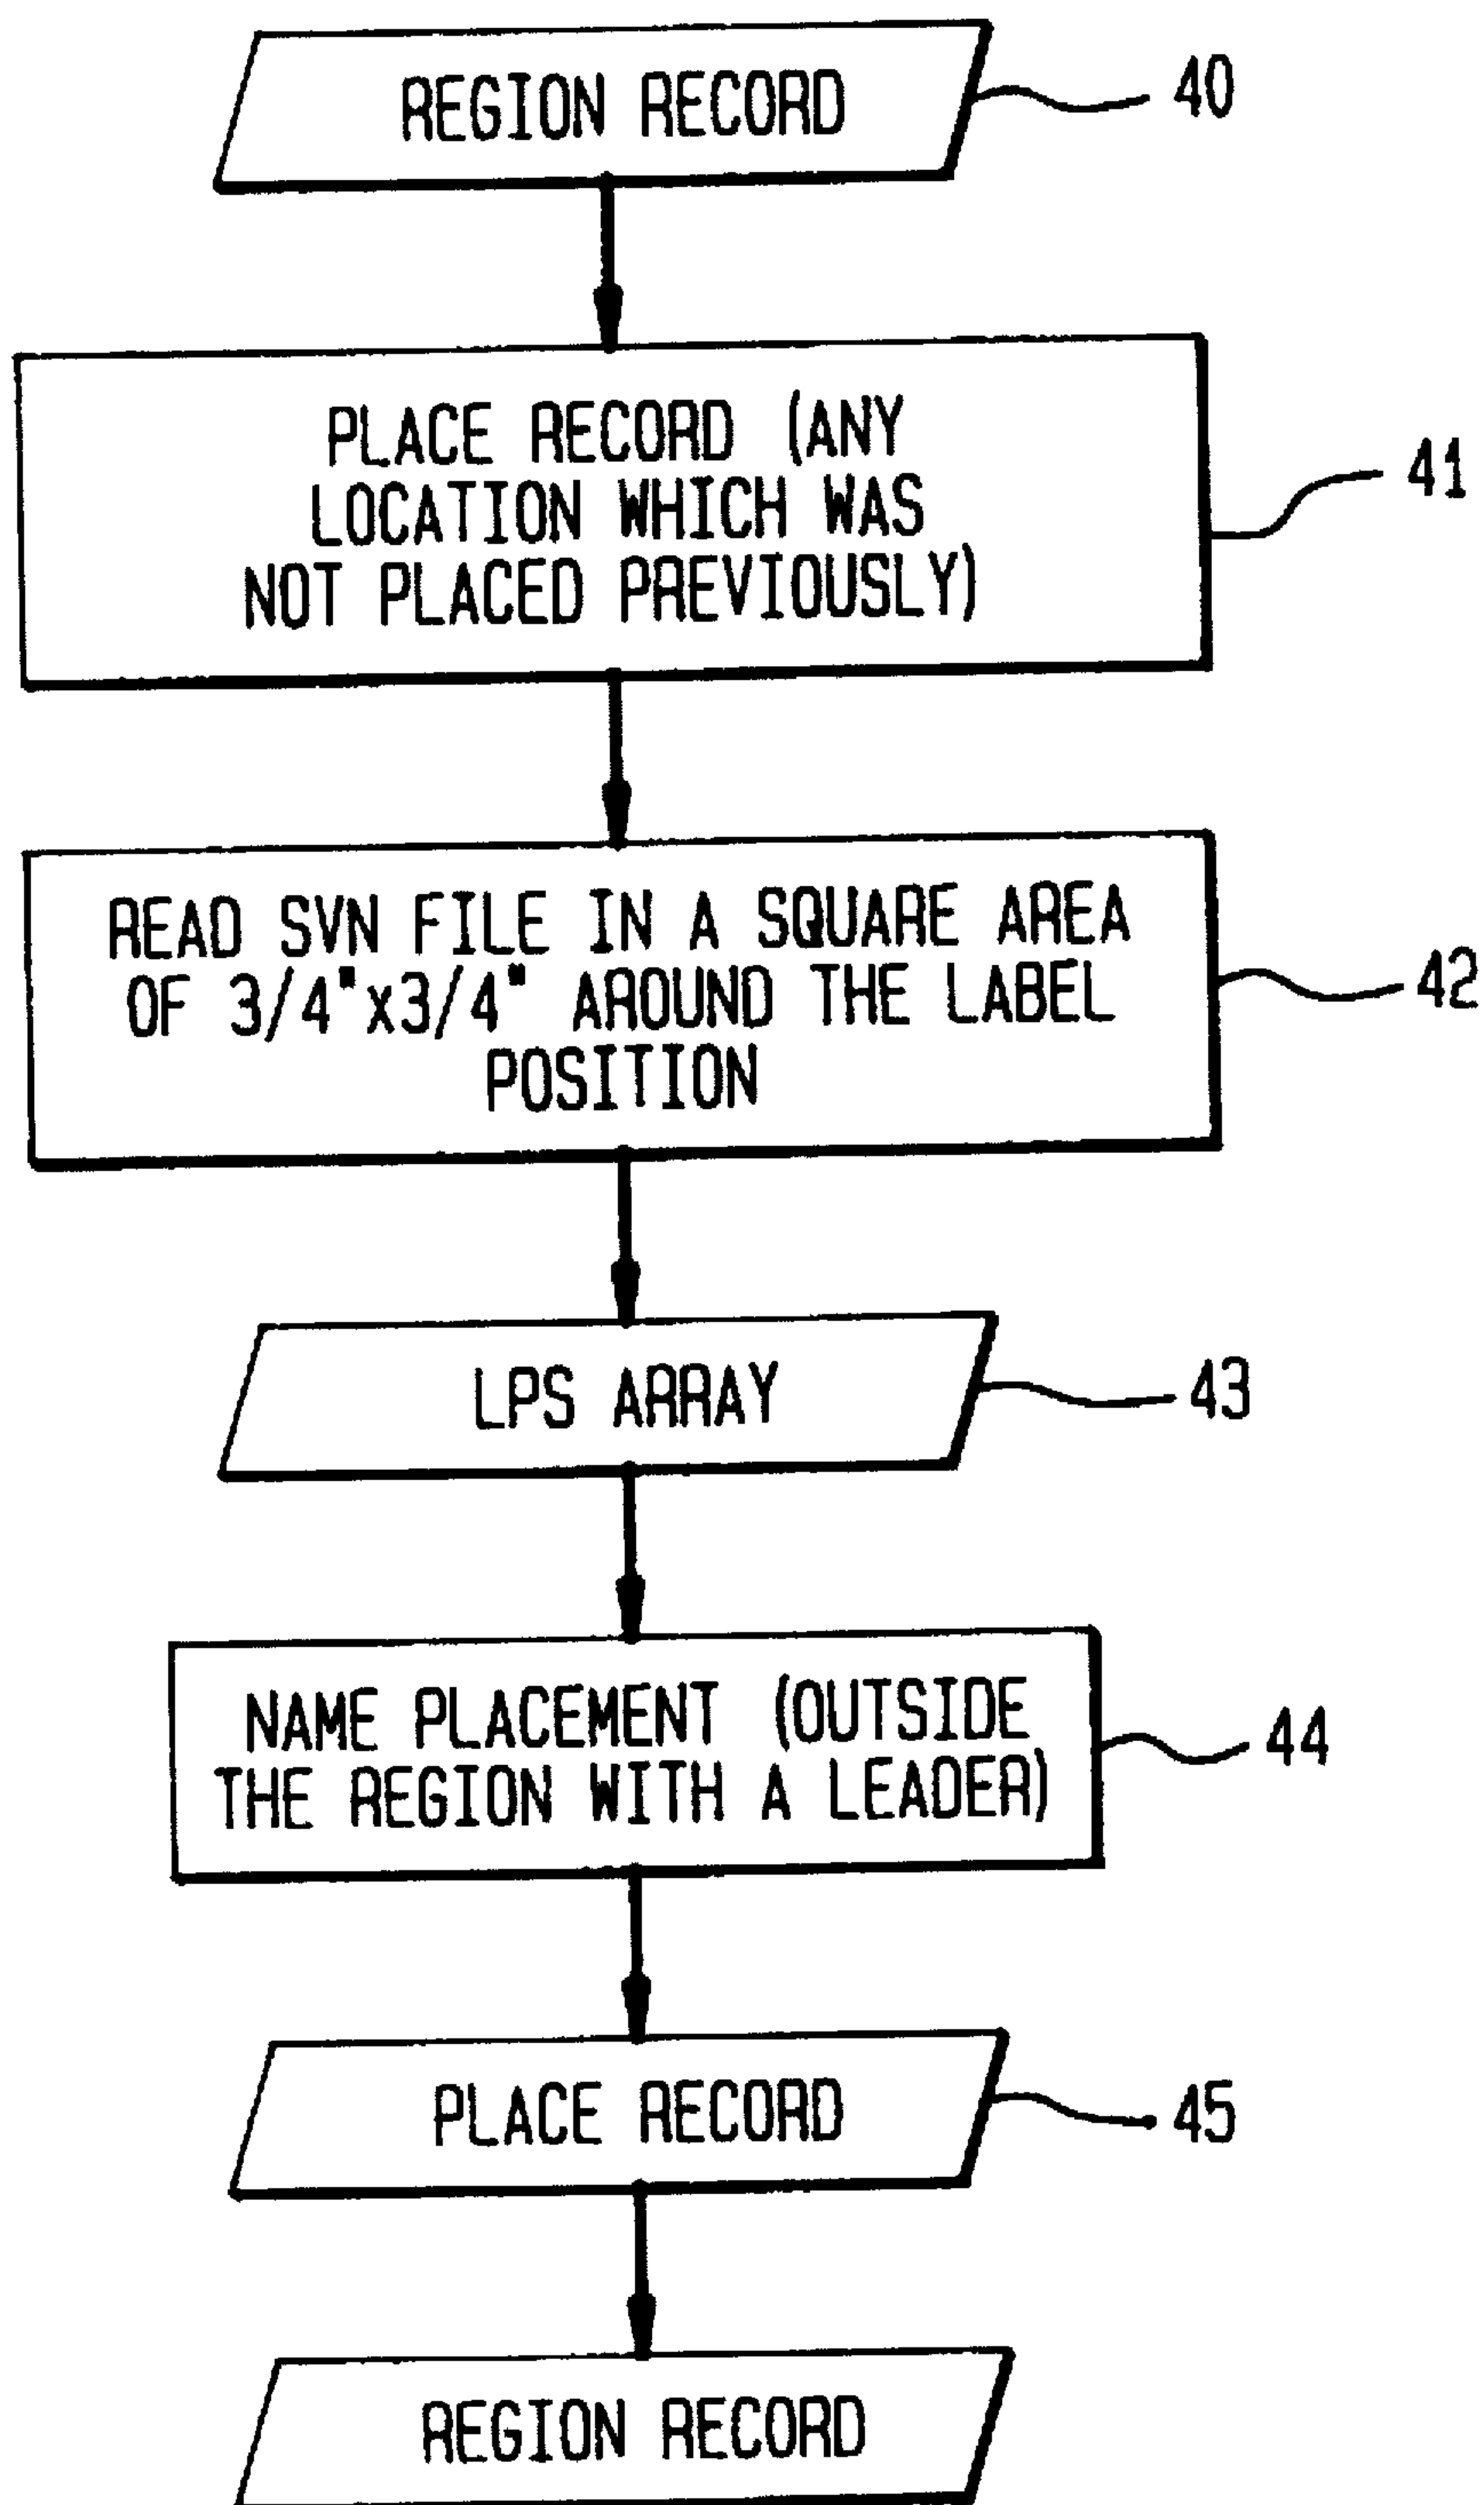 REGION RECORD
40
PLACE RECORD (ANY
LOCATION WHICH WAS
NOT PLACED PREVIOUSLY)
41
READ SVN FILE IN A SQUARE AREA
OF 3/4"x3/4" AROUND THE LABEL
POSITION
42
LPS ARRAY
43
NAME PLACEMENT (OUTSIDE
THE REGION WITH A LEADER)
44
PLACE RECORD
45
REGION RECORD